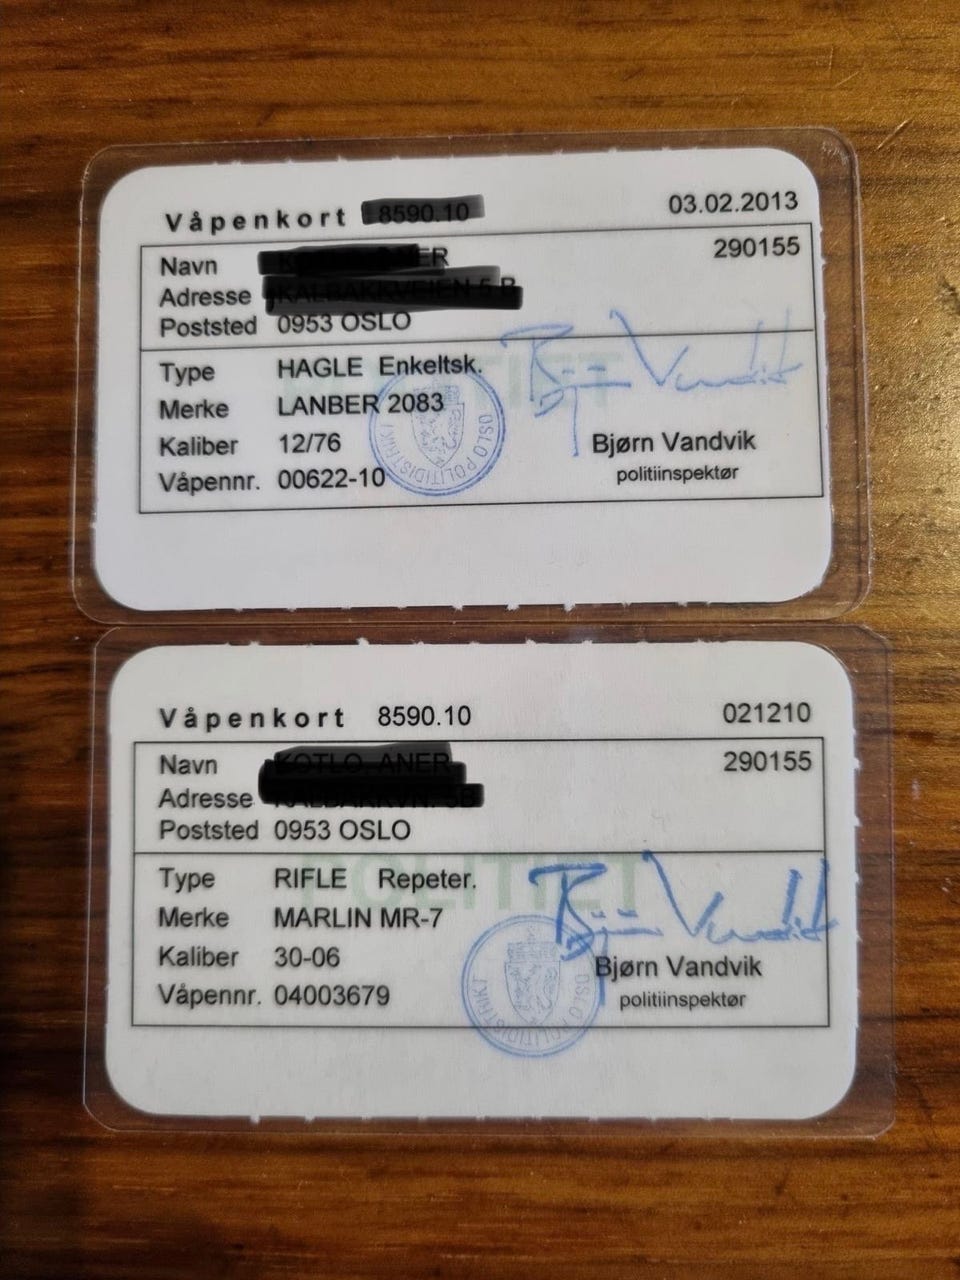 Våpenkort 03.02.2013
Navn 290155
Adresse
Poststed 0953 OSLO
Type HAGLE Enkeltsk.
Merke LANBER 2083
Kaliber 12/76
Våpennr. 00622-10
POLITIET
OSLO POLITIDISTRIKT
Bjørn Vandvik
politiinspektør
Våpenkort 8590.10 021210
Navn 290155
Adresse
Poststed 0953 OSLO
Type RIFLE Repeter.
Merke MARLIN MR-7
Kaliber 30-06
Våpennr. 04003679
POLITIET
OSLO POLITIDISTRIKT
Bjørn Vandvik
politiinspektør